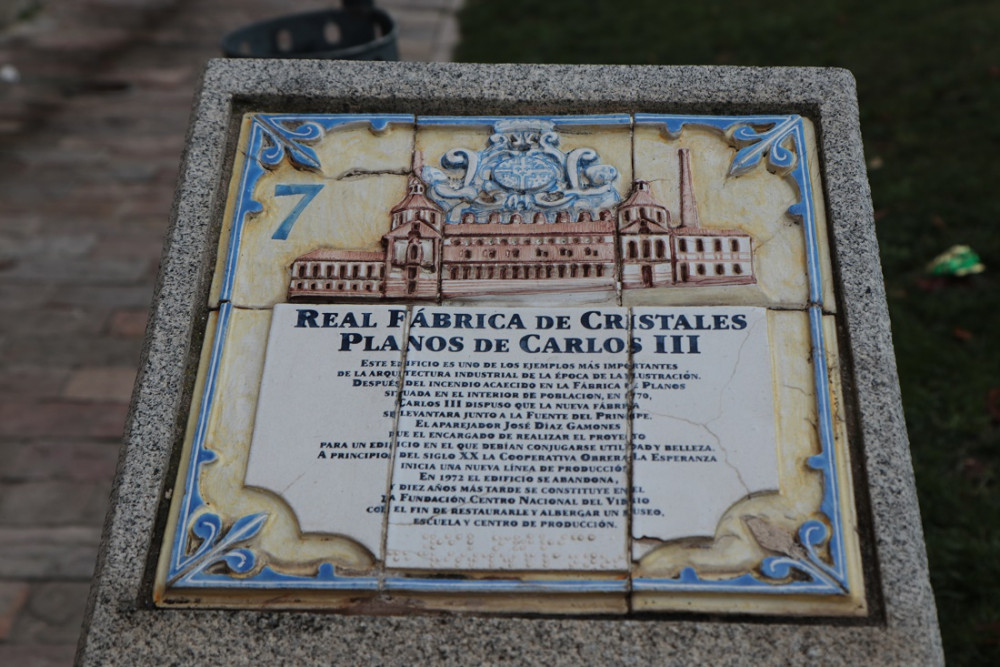 7
REAL FÁBRICA DE CRISTALES
PLANOS DE CARLOS III
ESTE EDIFICIO ES UNO DE LOS EJEMPLOS MÁS IMPORTANTES
DE LA ARQUITECTURA INDUSTRIAL DE LA ÉPOCA DE LA ILUSTRACIÓN.
DESPUÉS DEL INCENDIO ACAECIDO EN LA FÁBRICA DE PLANOS
SITUADA EN EL INTERIOR DE POBLACION, EN 1770,
CARLOS III DISPUSO QUE LA NUEVA FÁBRICA
SE LEVANTARA JUNTO A LA FUENTE DEL PRINCIPE.
EL APAREJADOR JOSÉ DÍAZ GAMONES
FUE EL ENCARGADO DE REALIZAR EL PROYECTO
PARA UN EDIFICIO EN EL QUE DEBÍAN CONJUGARSE UTILIDAD Y BELLEZA.
A PRINCIPIOS DEL SIGLO XX LA COOPERATIVA OBRERA LA ESPERANZA
INICIA UNA NUEVA LÍNEA DE PRODUCCIÓN
EN 1972 EL EDIFICIO SE ABANDONA,
Y DIEZ AÑOS MÁS TARDE SE CONSTITUYE EN EL
LA FUNDACIÓN CENTRO NACIONAL DEL VIDRIO
CON EL FIN DE RESTAURARLE Y ALBERGAR UN MUSEO,
ESCUELA Y CENTRO DE PRODUCCIÓN.